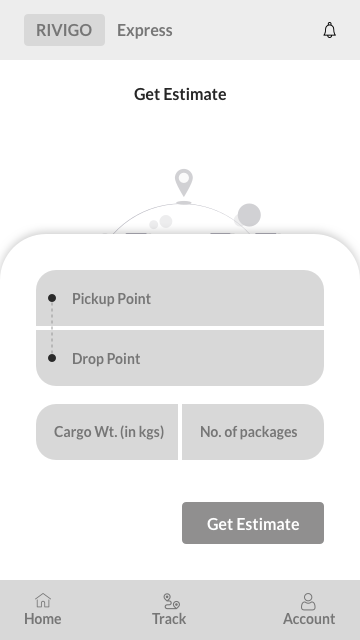 RIVIGO Express
Get Estimate
Pickup Point
Drop Point
Cargo Wt. (in kgs) No. of packages
Get Estimate
Home Track Account